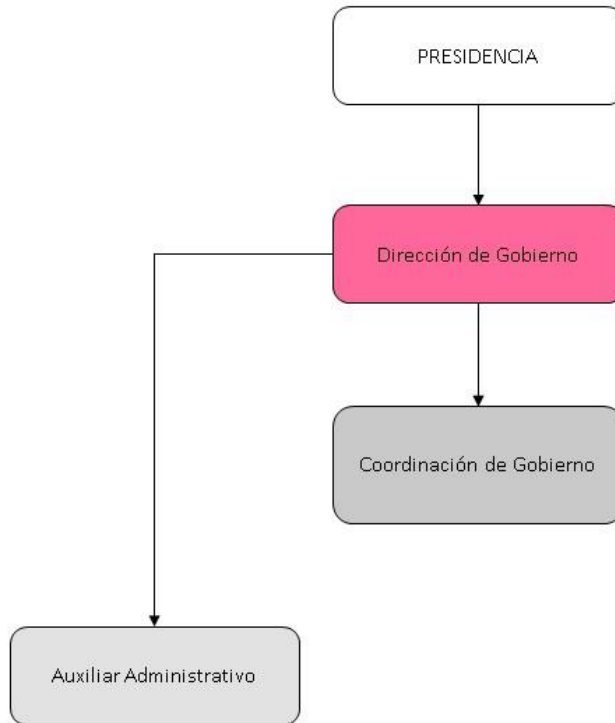 PRESIDENCIA
Dirección de Gobierno
Coordinación de Gobierno
Auxiliar Administrativo